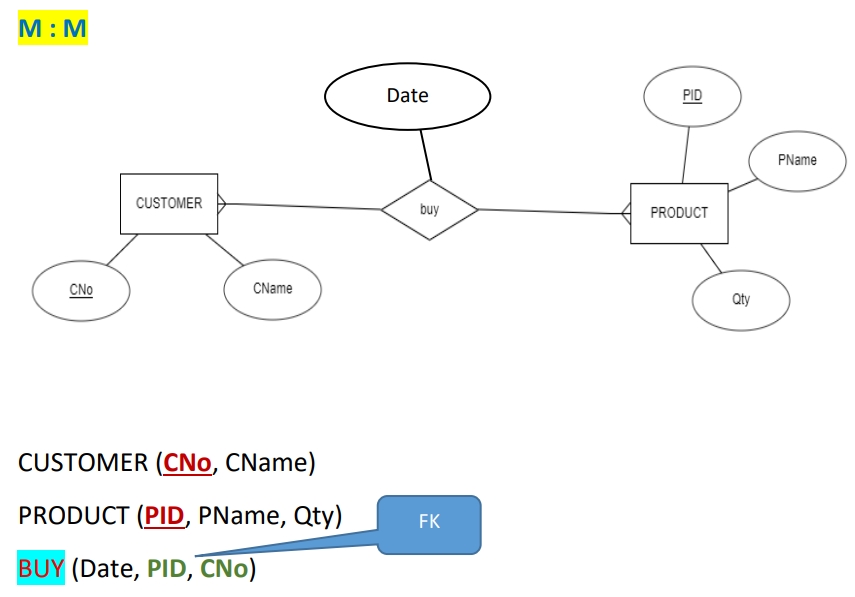 M : M
Date
PID
PName
CUSTOMER
buy
PRODUCT
CNo
CName
Qty
CUSTOMER (CNo, CName)
PRODUCT (PID, PName, Qty)
FK
BUY (Date, PID, CNo)